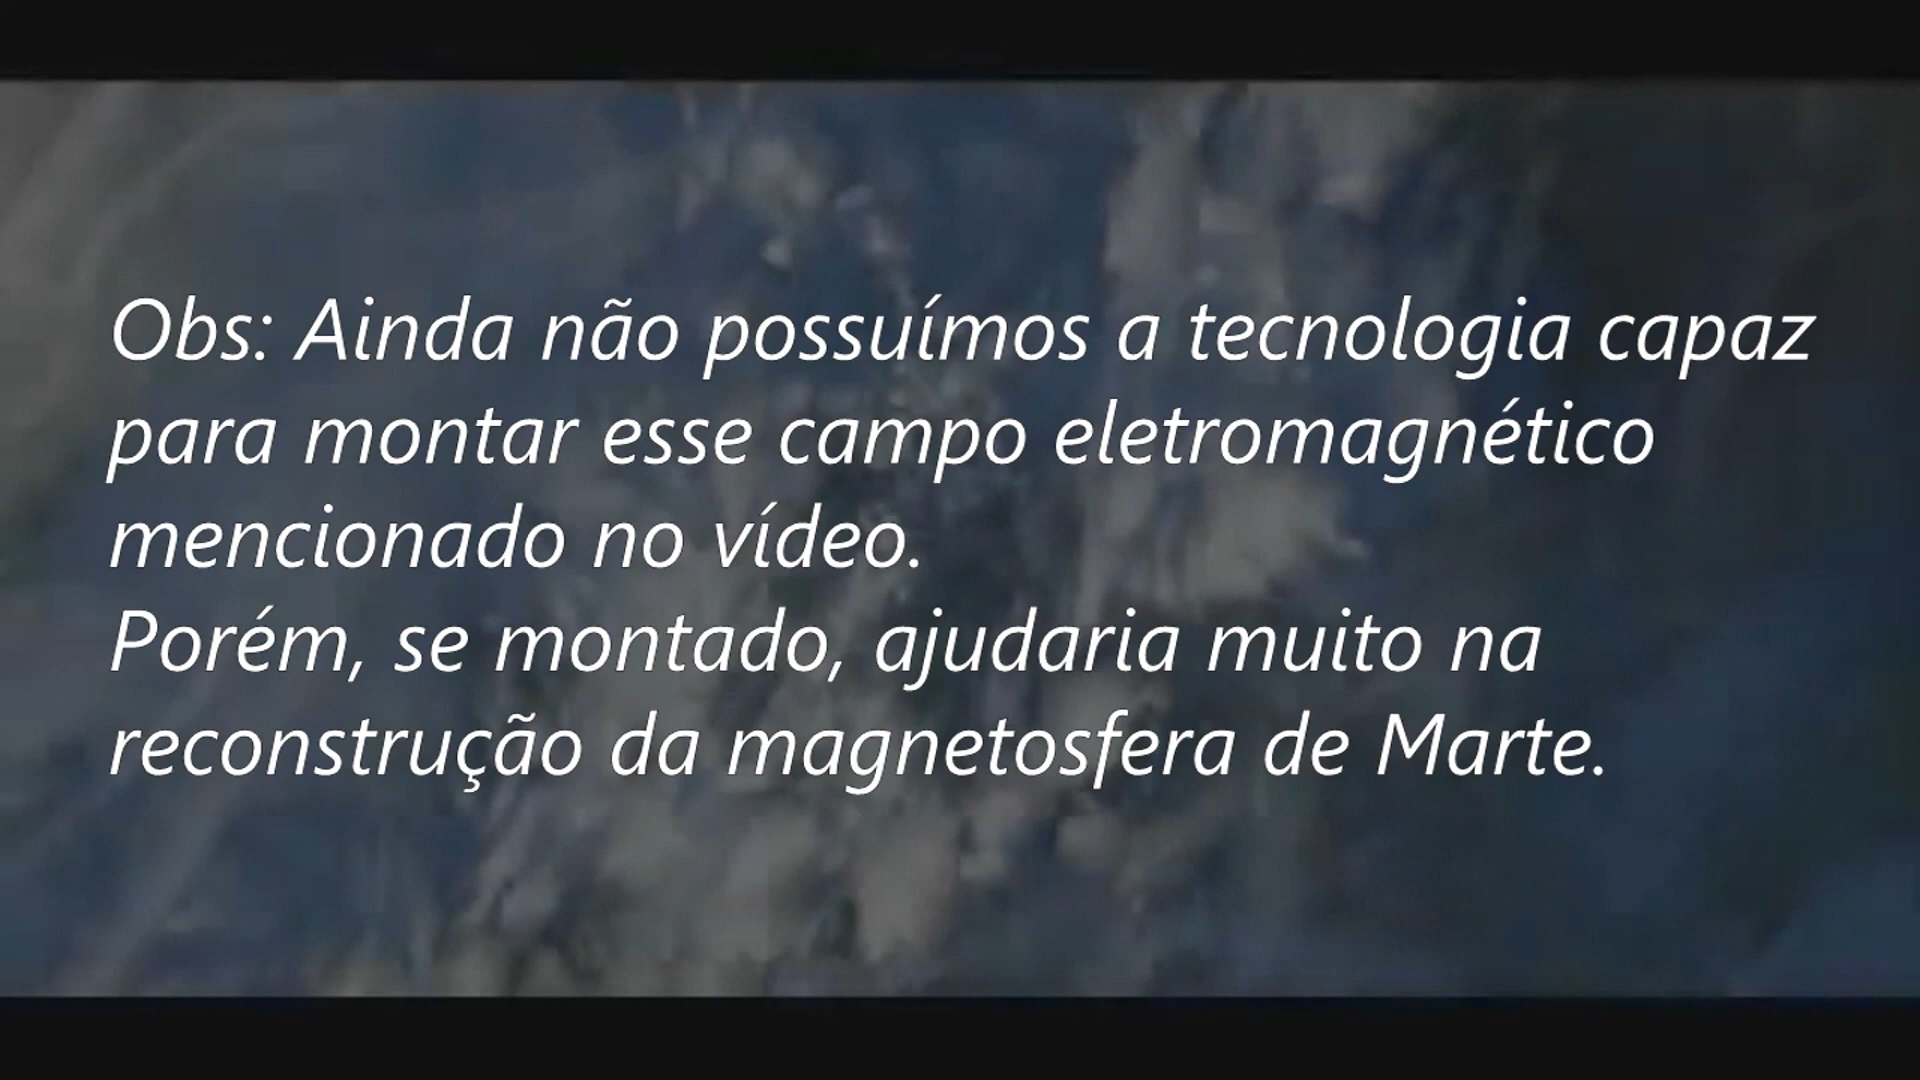 Obs: Ainda não possuímos a tecnologia capaz
para montar esse campo eletromagnético
mencionado no vídeo.
Porém, se montado, ajudaria muito na
reconstrução da magnetosfera de Marte.